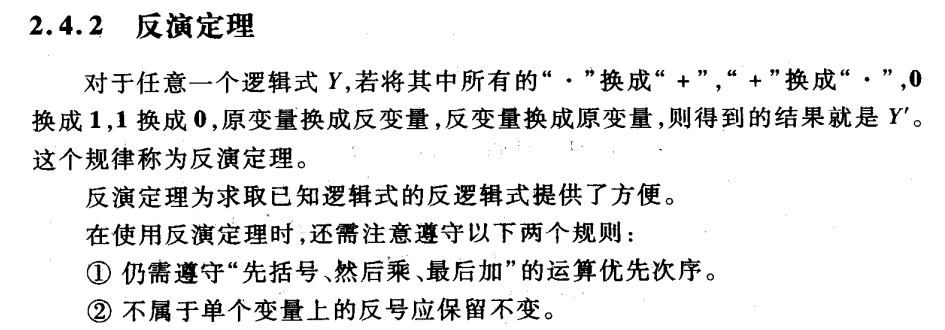 2.4.2 反演定理
对于任意一个逻辑式 Y,若将其中所有的“·”换成“+”,“+”换成“·”,0
换成1,1换成0,原变量换成反变量,反变量换成原变量,则得到的结果就是 Y′。
这个规律称为反演定理。
反演定理为求取已知逻辑式的反逻辑式提供了方便。
在使用反演定理时,还需注意遵守以下两个规则:
① 仍需遵守“先括号、然后乘、最后加”的运算优先次序。
② 不属于单个变量上的反号应保留不变。